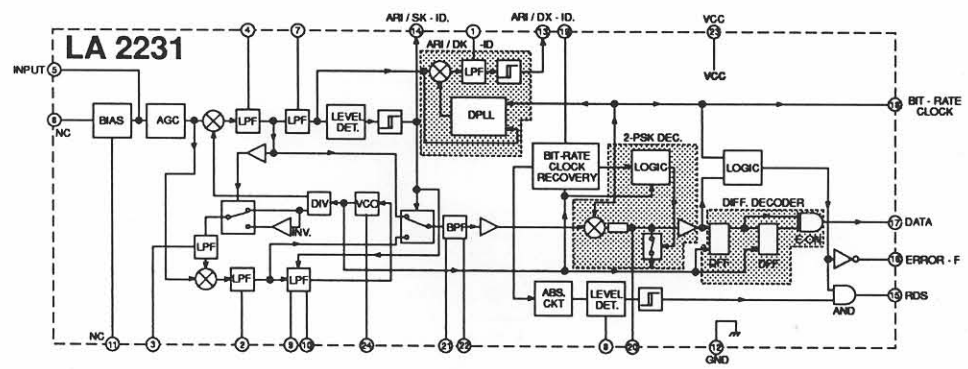 ARI / SK - ID. ARI / DX - ID. VCC
4 7 14 1 13 19 23
LA 2231
ARI / DK - ID
INPUT 5
VCC
LPF
18 BIT - RATE CLOCK
6 NC
BIAS AGC LPF LPF LEVEL DET.
DPLL
2-PSK DEC.
BIT-RATE CLOCK RECOVERY
LOGIC
LOGIC
DIV VCO
DIFF. DECODER
INV.
BPF
17 DATA
LPF
DFF DFF
16 ERROR - F
LPF LPF
ABS. CKT
LEVEL DET.
AND
15 RDS
NC 11 3 2 9 10 24 21 22 8 20 12
GND